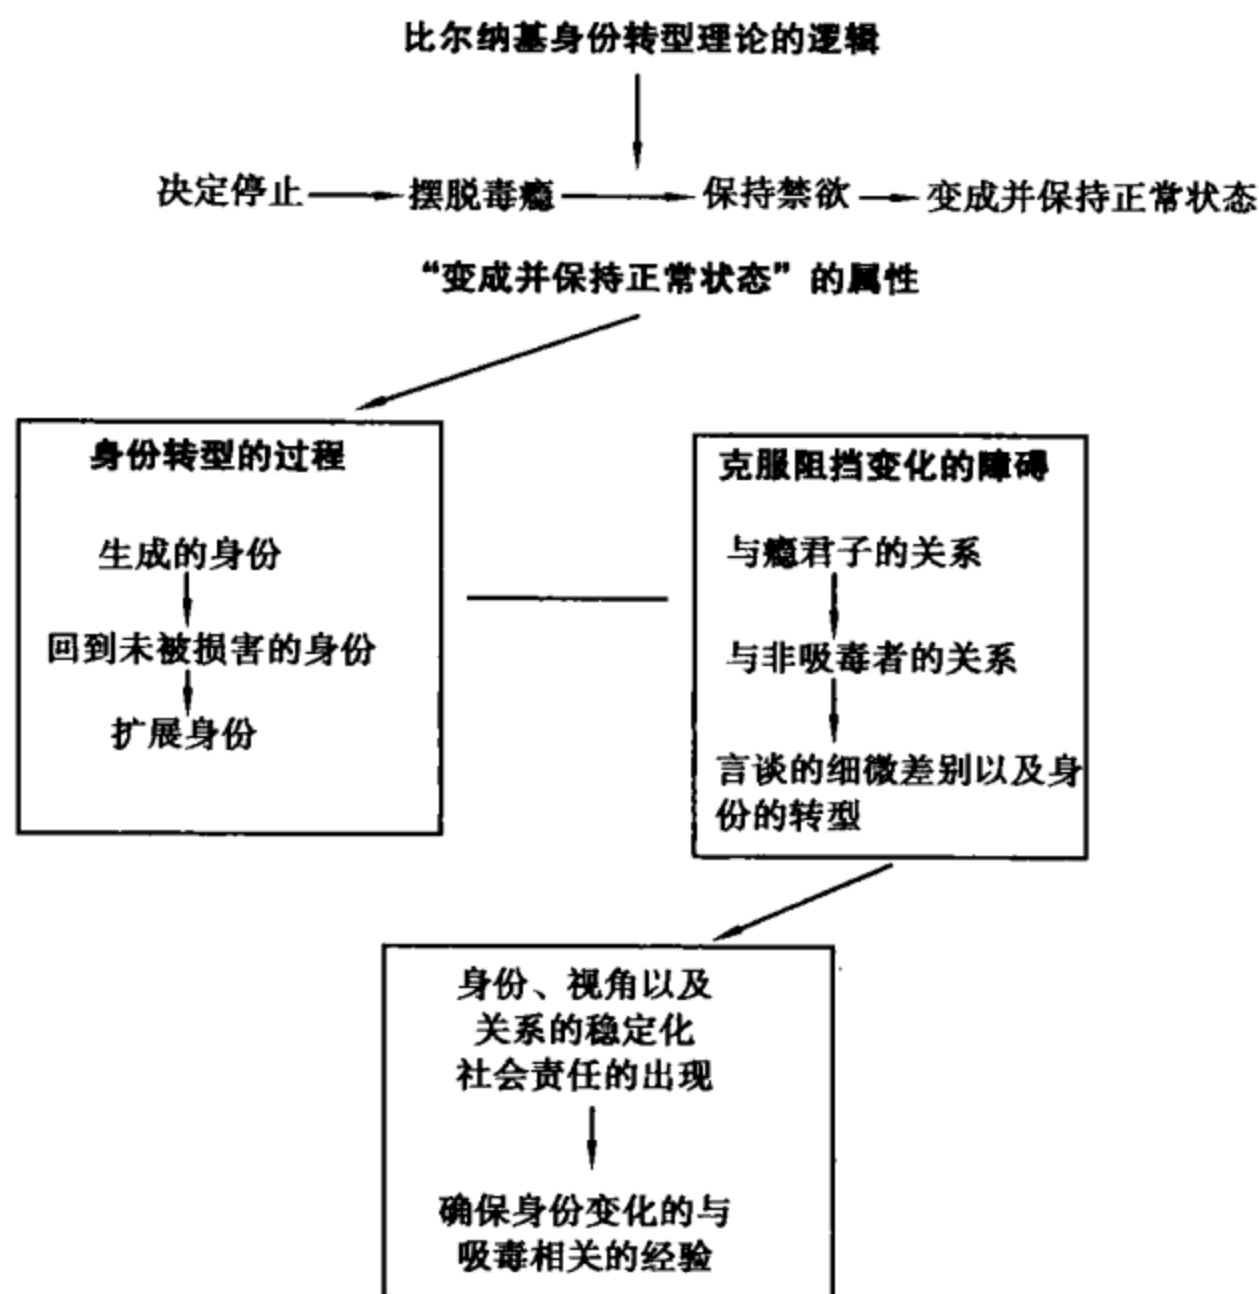 比尔纳基身份转型理论的逻辑
决定停止 摆脱毒瘾 保持禁欲 变成并保持正常状态
“变成并保持正常状态”的属性
身份转型的过程
生成的身份
回到未被损害的身份
扩展身份
克服阻挡变化的障碍
与瘾君子的关系
与非吸毒者的关系
言谈的细微差别以及身
份的转型
身份、视角以及
关系的稳定化
社会责任的出现
确保身份变化的与
吸毒相关的经验